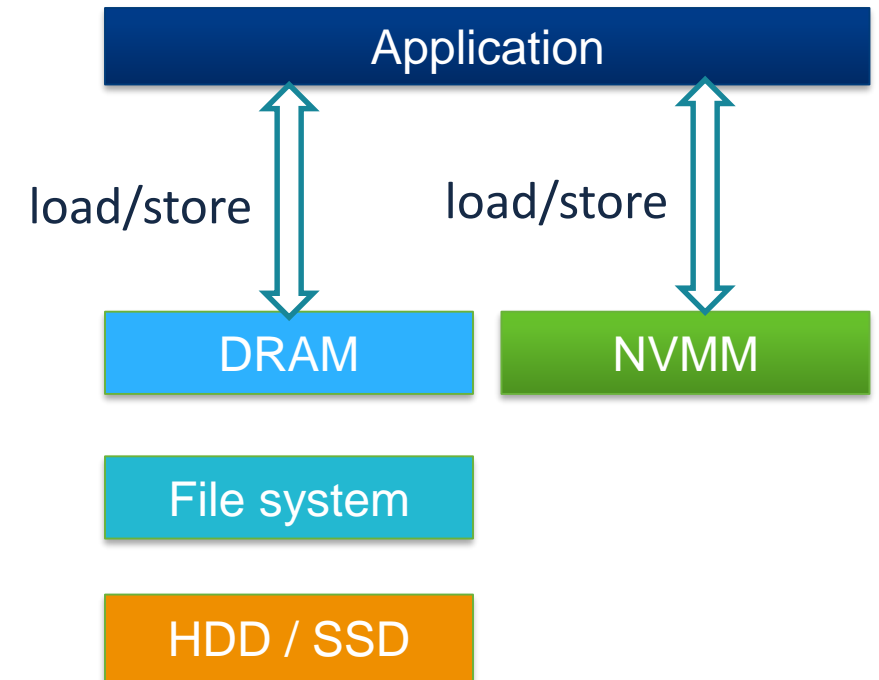 Application
load/store
load/store
DRAM
NVMM
File system
HDD / SSD